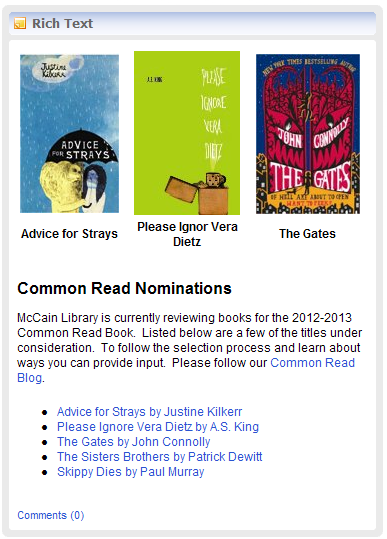 Rich Text
Justine
Kilkerr
ADVICE
FOR STRAYS
A.S. KING
PLEASE
IGNORE
VERA
DIETZ
NEW YORK TIMES BESTSELLING AUTHOR
JOHN CONNOLLY
THE GATES
OF HELL ARE ABOUT TO OPEN
WANT TO PEEK?
Advice for Strays
Please Ignor Vera
Dietz
The Gates
Common Read Nominations
McCain Library is currently reviewing books for the 2012-2013
Common Read Book. Listed below are a few of the titles under
consideration. To follow the selection process and learn about
ways you can provide input. Please follow our Common Read
Blog.
Advice for Strays by Justine Kilkerr
Please Ignore Vera Dietz by A.S. King
The Gates by John Connolly
The Sisters Brothers by Patrick Dewitt
Skippy Dies by Paul Murray
Comments (0)